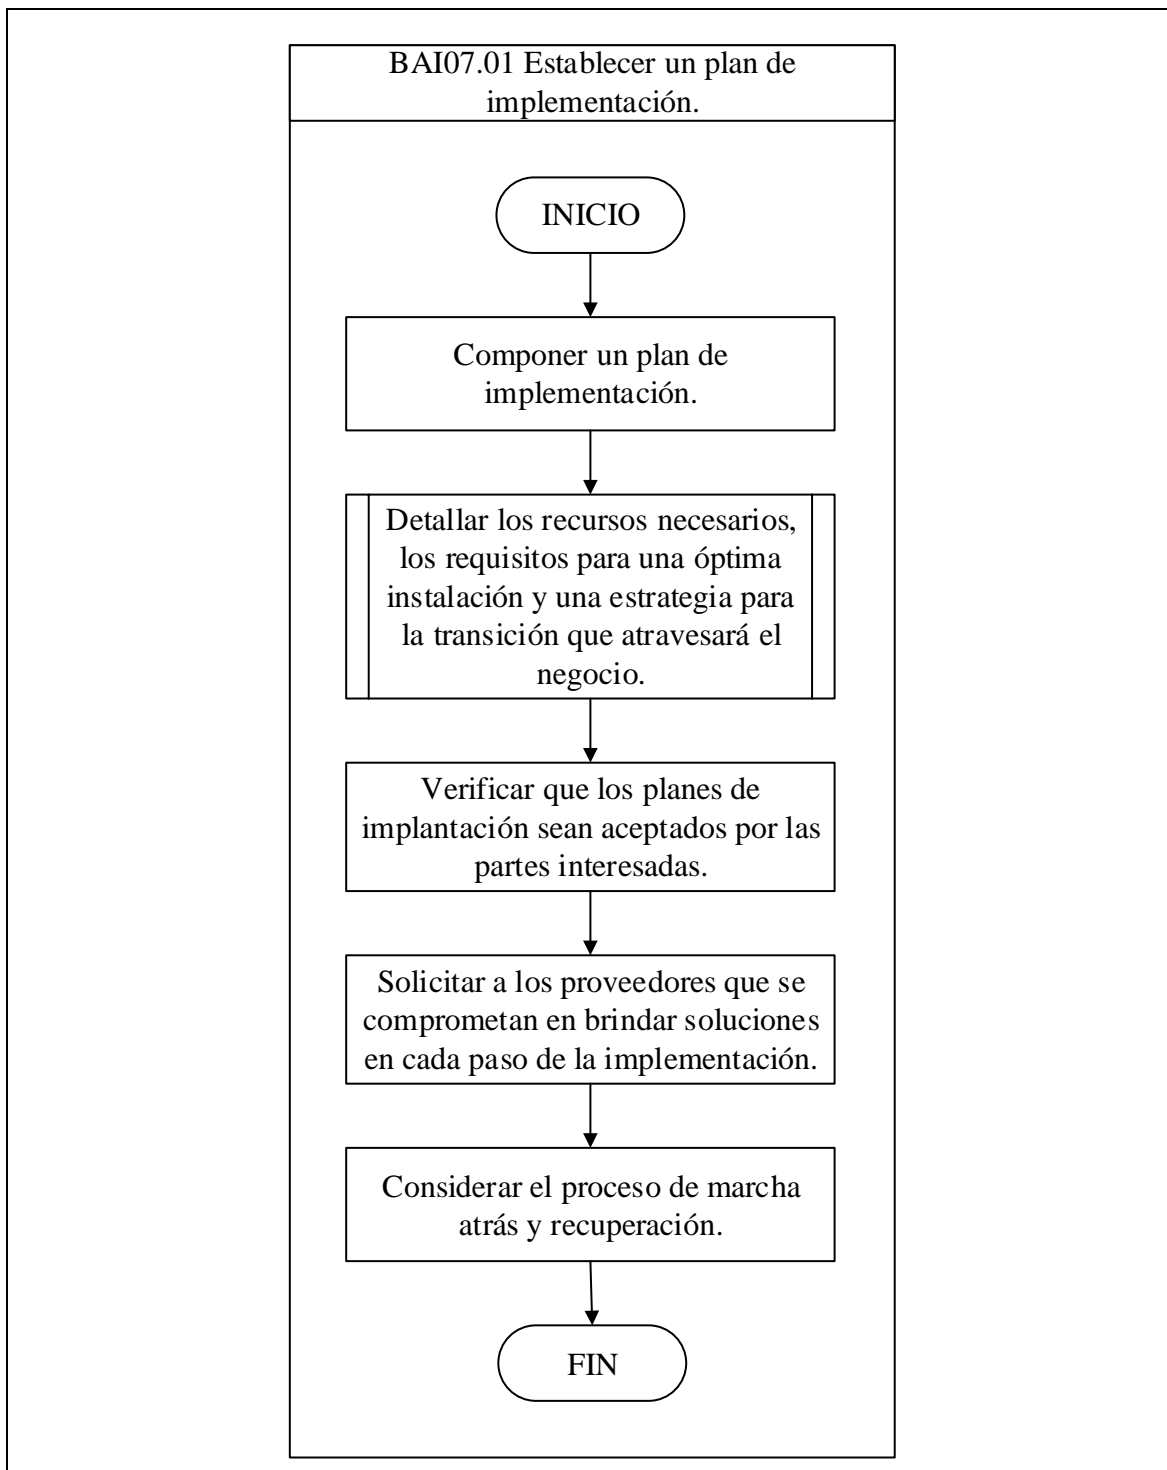 BAI07.01 Establecer un plan de
implementación.
INICIO
Componer un plan de
implementación.
Detallar los recursos necesarios,
los requisitos para una óptima
instalación y una estrategia para
la transición que atravesará el
negocio.
Verificar que los planes de
implantación sean aceptados por las
partes interesadas.
Solicitar a los proveedores que se
comprometan en brindar soluciones
en cada paso de la implementación.
Considerar el proceso de marcha
atrás y recuperación.
FIN